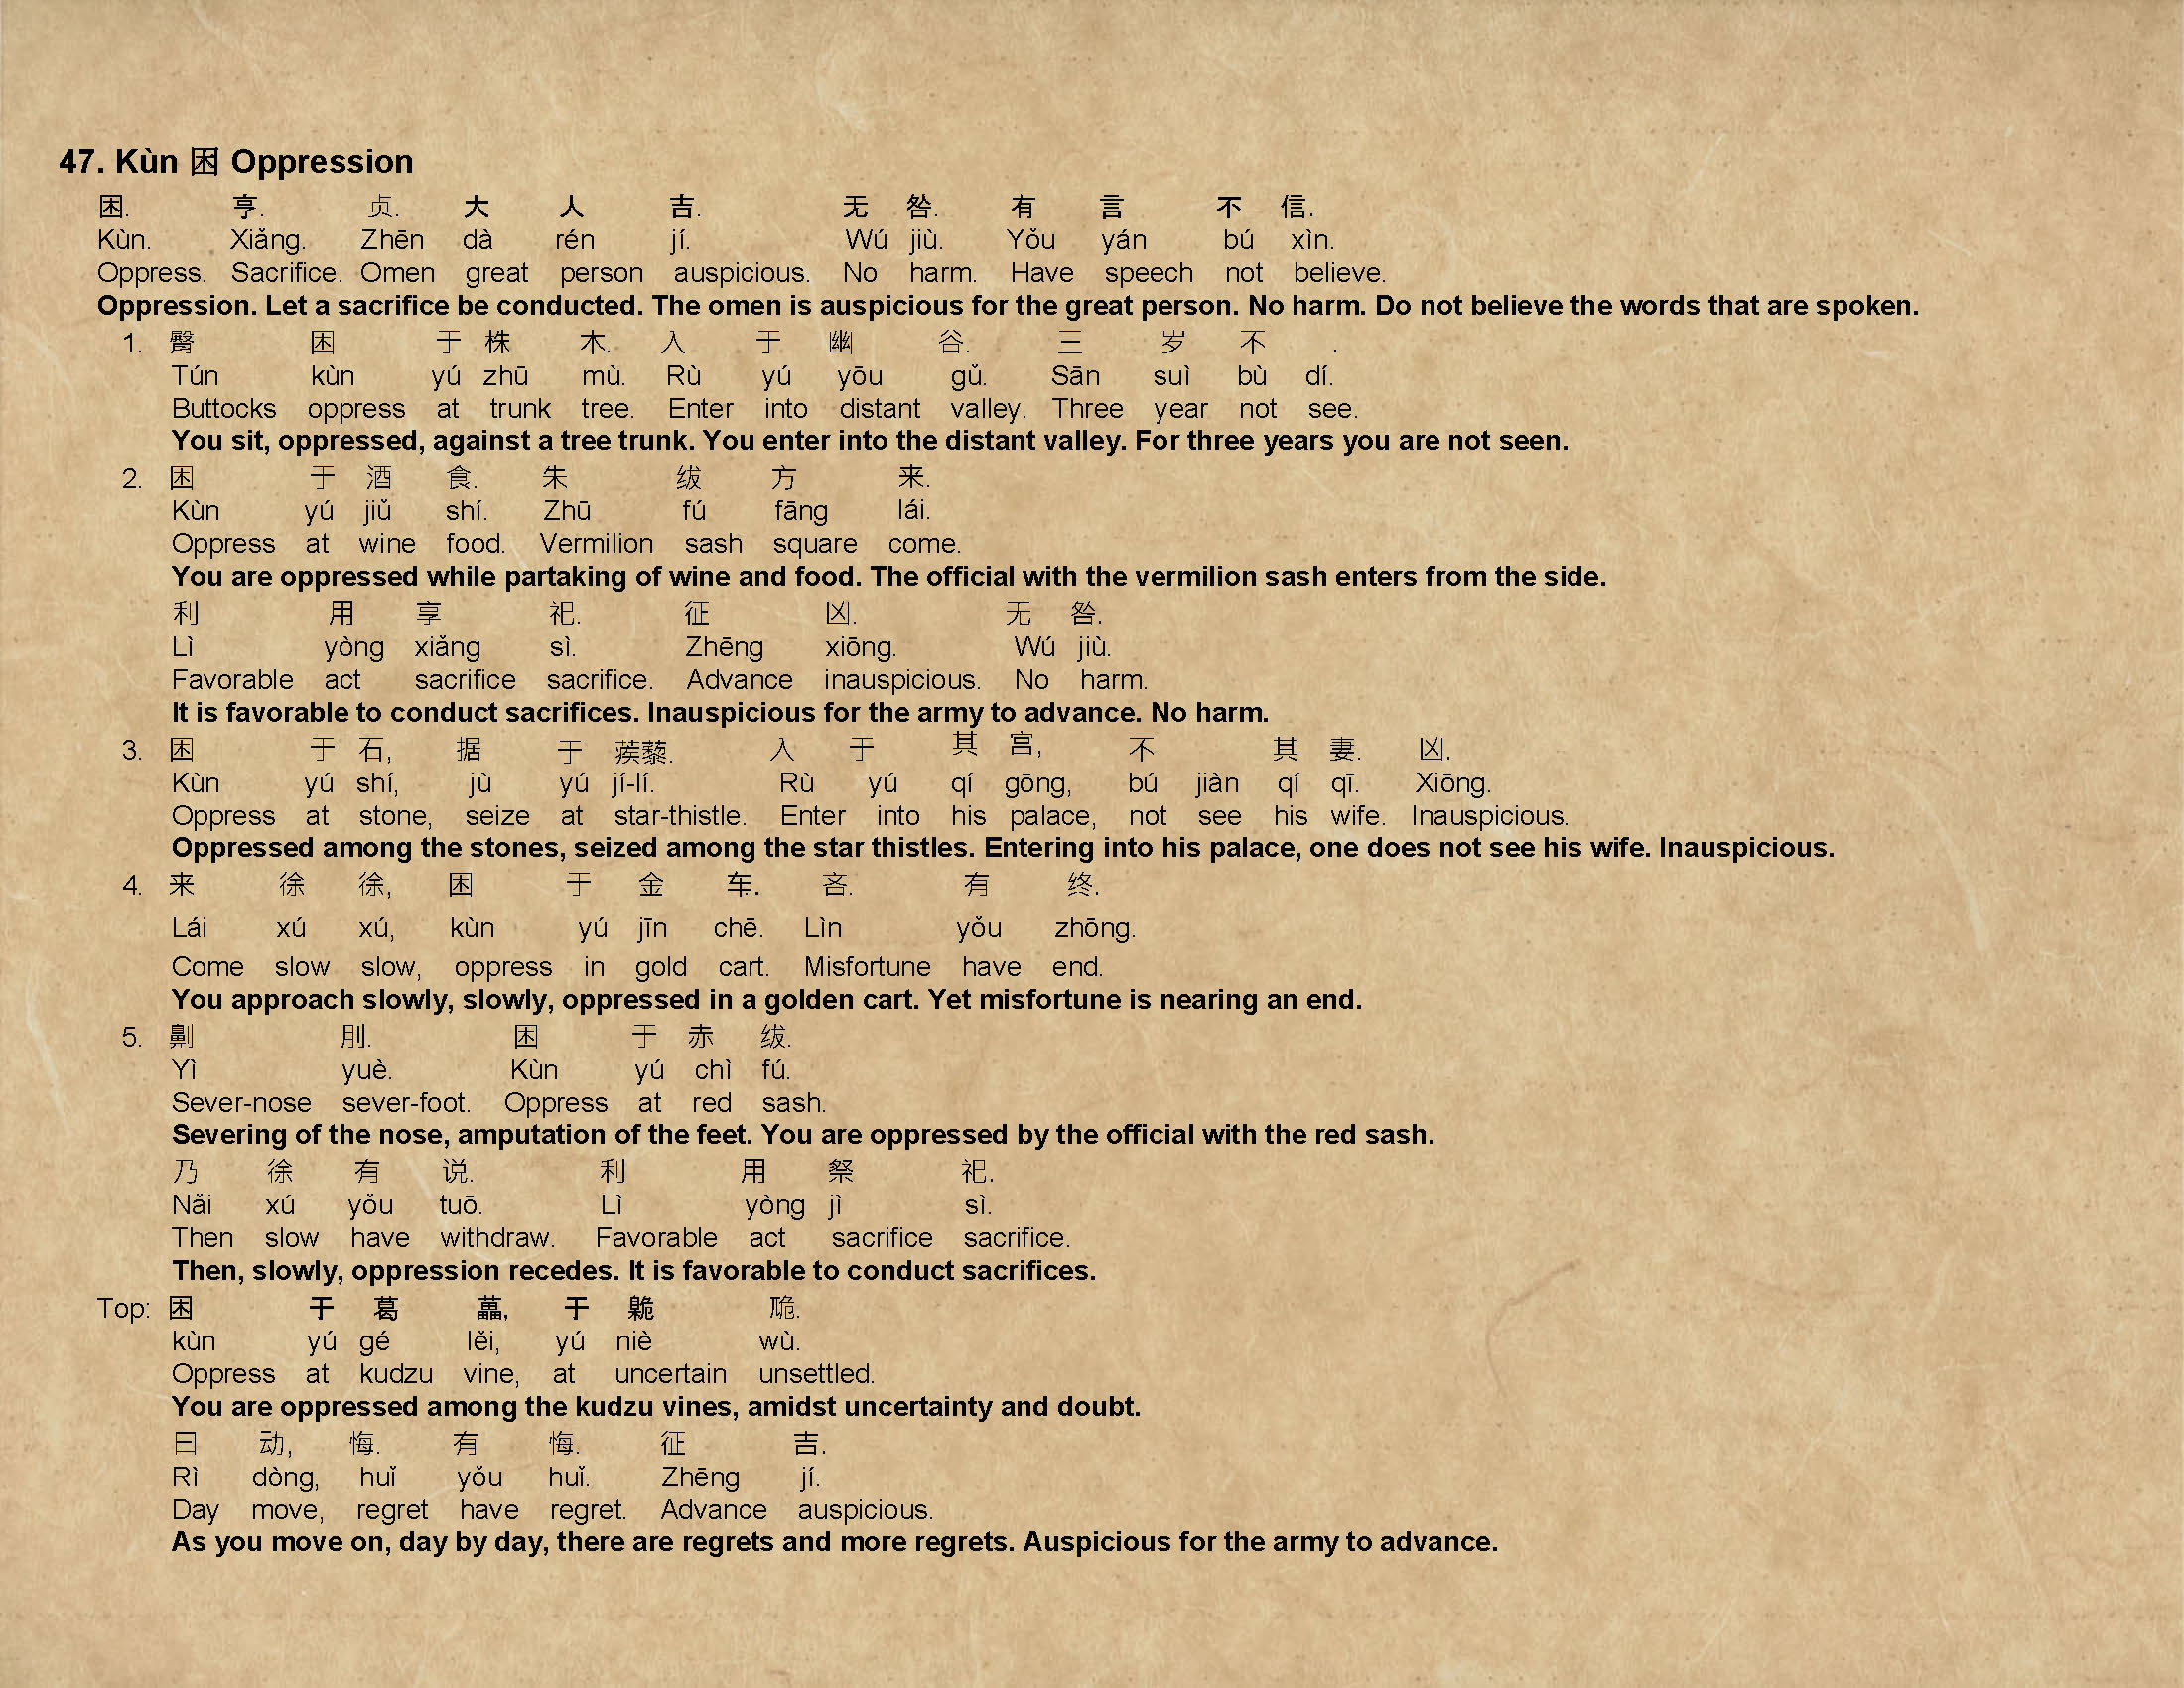 47. Kùn 困 Oppression
困. 亨. 贞. 大 人 吉. 无 咎. 有 言 不 信.
Kùn. Xiǎng. Zhēn dà rén jí. Wú jiù. Yǒu yán bú xìn.
Oppress. Sacrifice. Omen great person auspicious. No harm. Have speech not believe.
Oppression. Let a sacrifice be conducted. The omen is auspicious for the great person. No harm. Do not believe the words that are spoken.
1. 臀 困 于 株 木. 入 于 幽 谷. 三 岁 不 .
Tún kùn yú zhū mù. Rù yú yōu gǔ. Sān suì bù dí.
Buttocks oppress at trunk tree. Enter into distant valley. Three year not see.
You sit, oppressed, against a tree trunk. You enter into the distant valley. For three years you are not seen.
2. 困 于 酒 食. 朱 绂 方 来.
Kùn yú jiǔ shí. Zhū fú fāng lái.
Oppress at wine food. Vermilion sash square come.
You are oppressed while partaking of wine and food. The official with the vermilion sash enters from the side.
利 用 享 祀. 征 凶. 无 咎.
Lì yòng xiǎng sì. Zhēng xiōng. Wú jiù.
Favorable act sacrifice sacrifice. Advance inauspicious. No harm.
It is favorable to conduct sacrifices. Inauspicious for the army to advance. No harm.
3. 困 于 石, 据 于 蒺藜. 入 于 其 宫, 不 其 妻. 凶.
Kùn yú shí, jù yú jí-lí. Rù yú qí gōng, bú jiàn qí qī. Xiōng.
Oppress at stone, seize at star-thistle. Enter into his palace, not see his wife. Inauspicious.
Oppressed among the stones, seized among the star thistles. Entering into his palace, one does not see his wife. Inauspicious.
4. 来 徐 徐, 困 于 金 车. 吝. 有 终.
Lái xú xú, kùn yú jīn chē. Lìn yǒu zhōng.
Come slow slow, oppress in gold cart. Misfortune have end.
You approach slowly, slowly, oppressed in a golden cart. Yet misfortune is nearing an end.
5. 劓 刖. 困 于 赤 绂.
Yì yuè. Kùn yú chì fú.
Sever-nose sever-foot. Oppress at red sash.
Severing of the nose, amputation of the feet. You are oppressed by the official with the red sash.
乃 徐 有 说. 利 用 祭 祀.
Nǎi xú yǒu tuō. Lì yòng jì sì.
Then slow have withdraw. Favorable act sacrifice sacrifice.
Then, slowly, oppression recedes. It is favorable to conduct sacrifices.
Top: 困 于 葛 藟, 于 臲 卼.
kùn yú gé lěi, yú niè wù.
Oppress at kudzu vine, at uncertain unsettled.
You are oppressed among the kudzu vines, amidst uncertainty and doubt.
曰 动, 悔. 有 悔. 征 吉.
Rì dòng, huǐ yǒu huǐ. Zhēng jí.
Day move, regret have regret. Advance auspicious.
As you move on, day by day, there are regrets and more regrets. Auspicious for the army to advance.